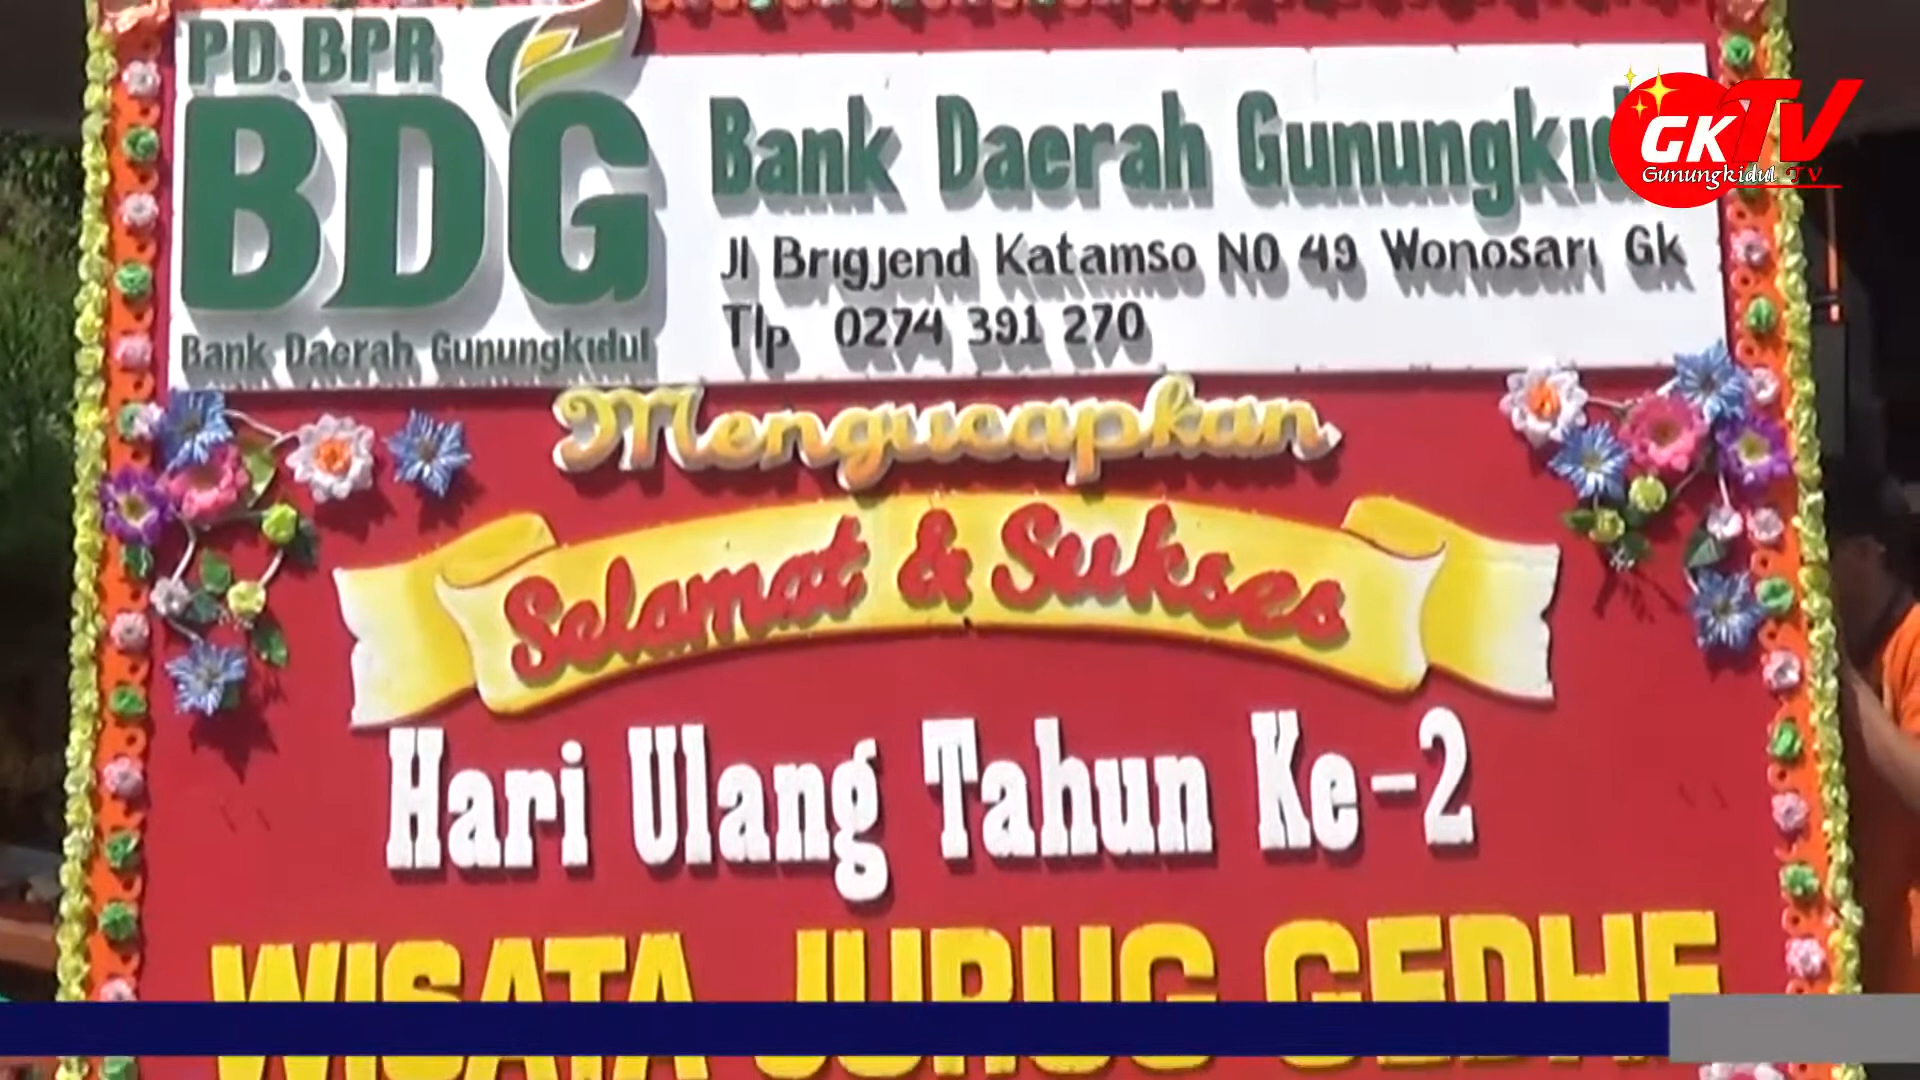 PD.BPR
BDG
Bank Daerah Gunungkidul
Bank Daerah Gunungkid
Jl Brigjend Katamso NO 49 Wonosari Gk
Tlp 0274 391 270
GKTV
Gunungkidul TV
Mengucapkan
Selamat & Sukses
Hari Ulang Tahun Ke-2
WISATA JURUG GEDHE